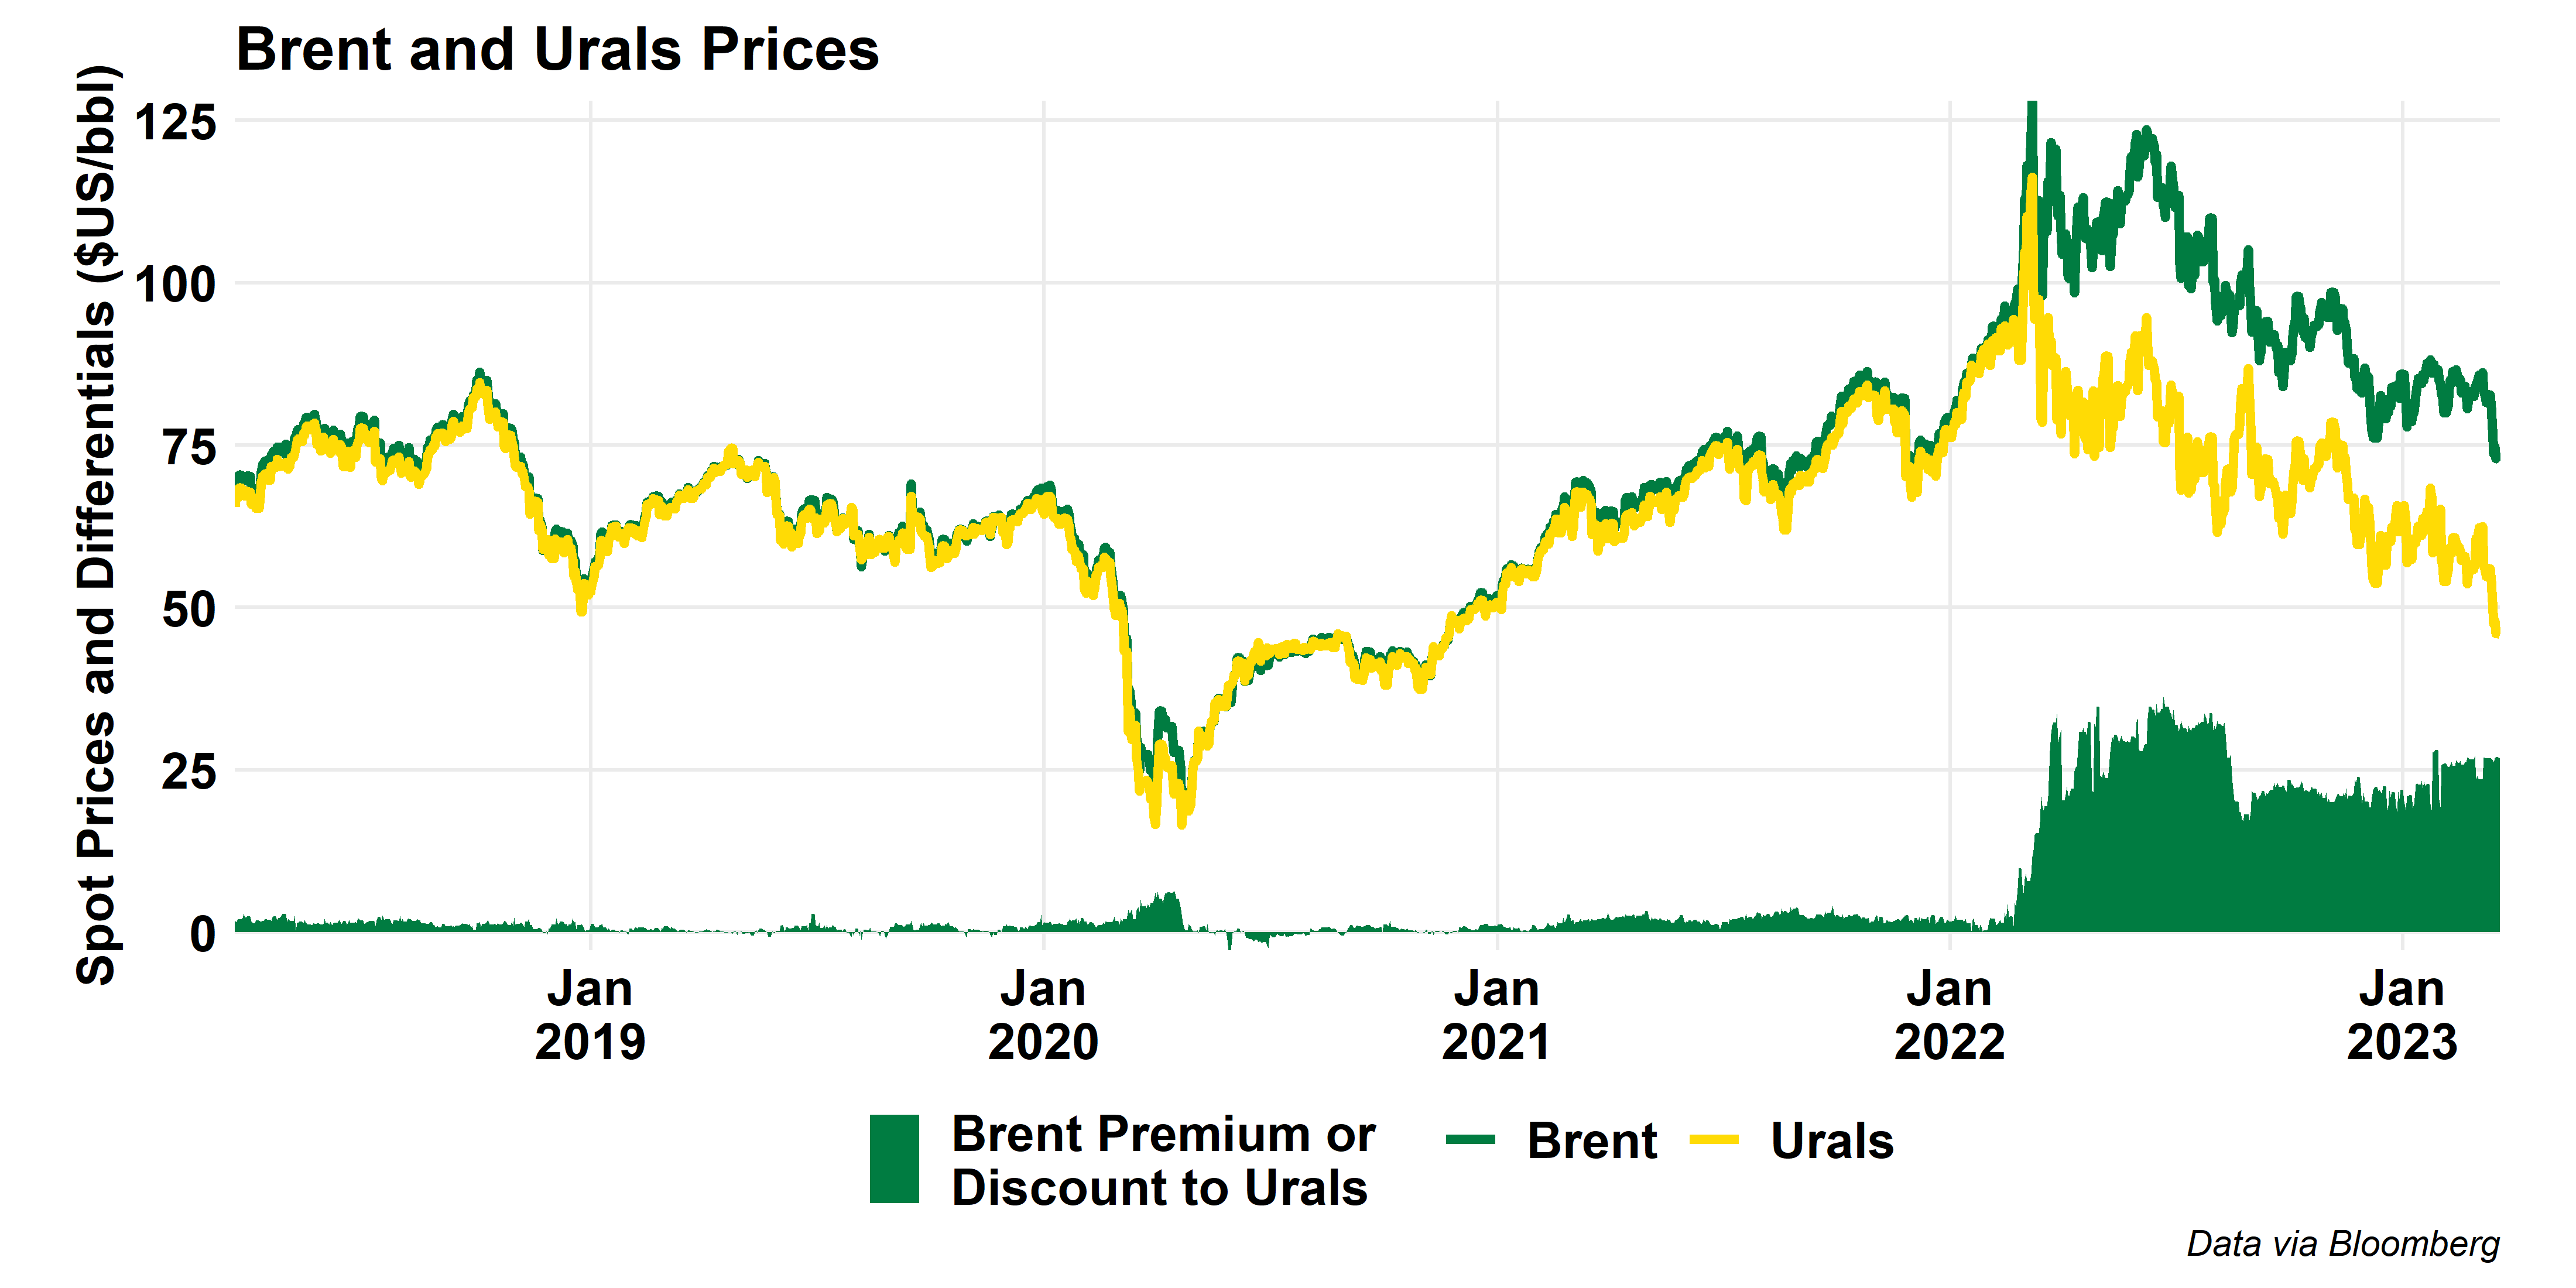 Brent and Urals Prices
Spot Prices and Differentials ($US/bbl)
125
100
75
50
25
0
Jan
2019
Jan
2020
Jan
2021
Jan
2022
Jan
2023
Brent Premium or
Discount to Urals
Brent
Urals
Data via Bloomberg